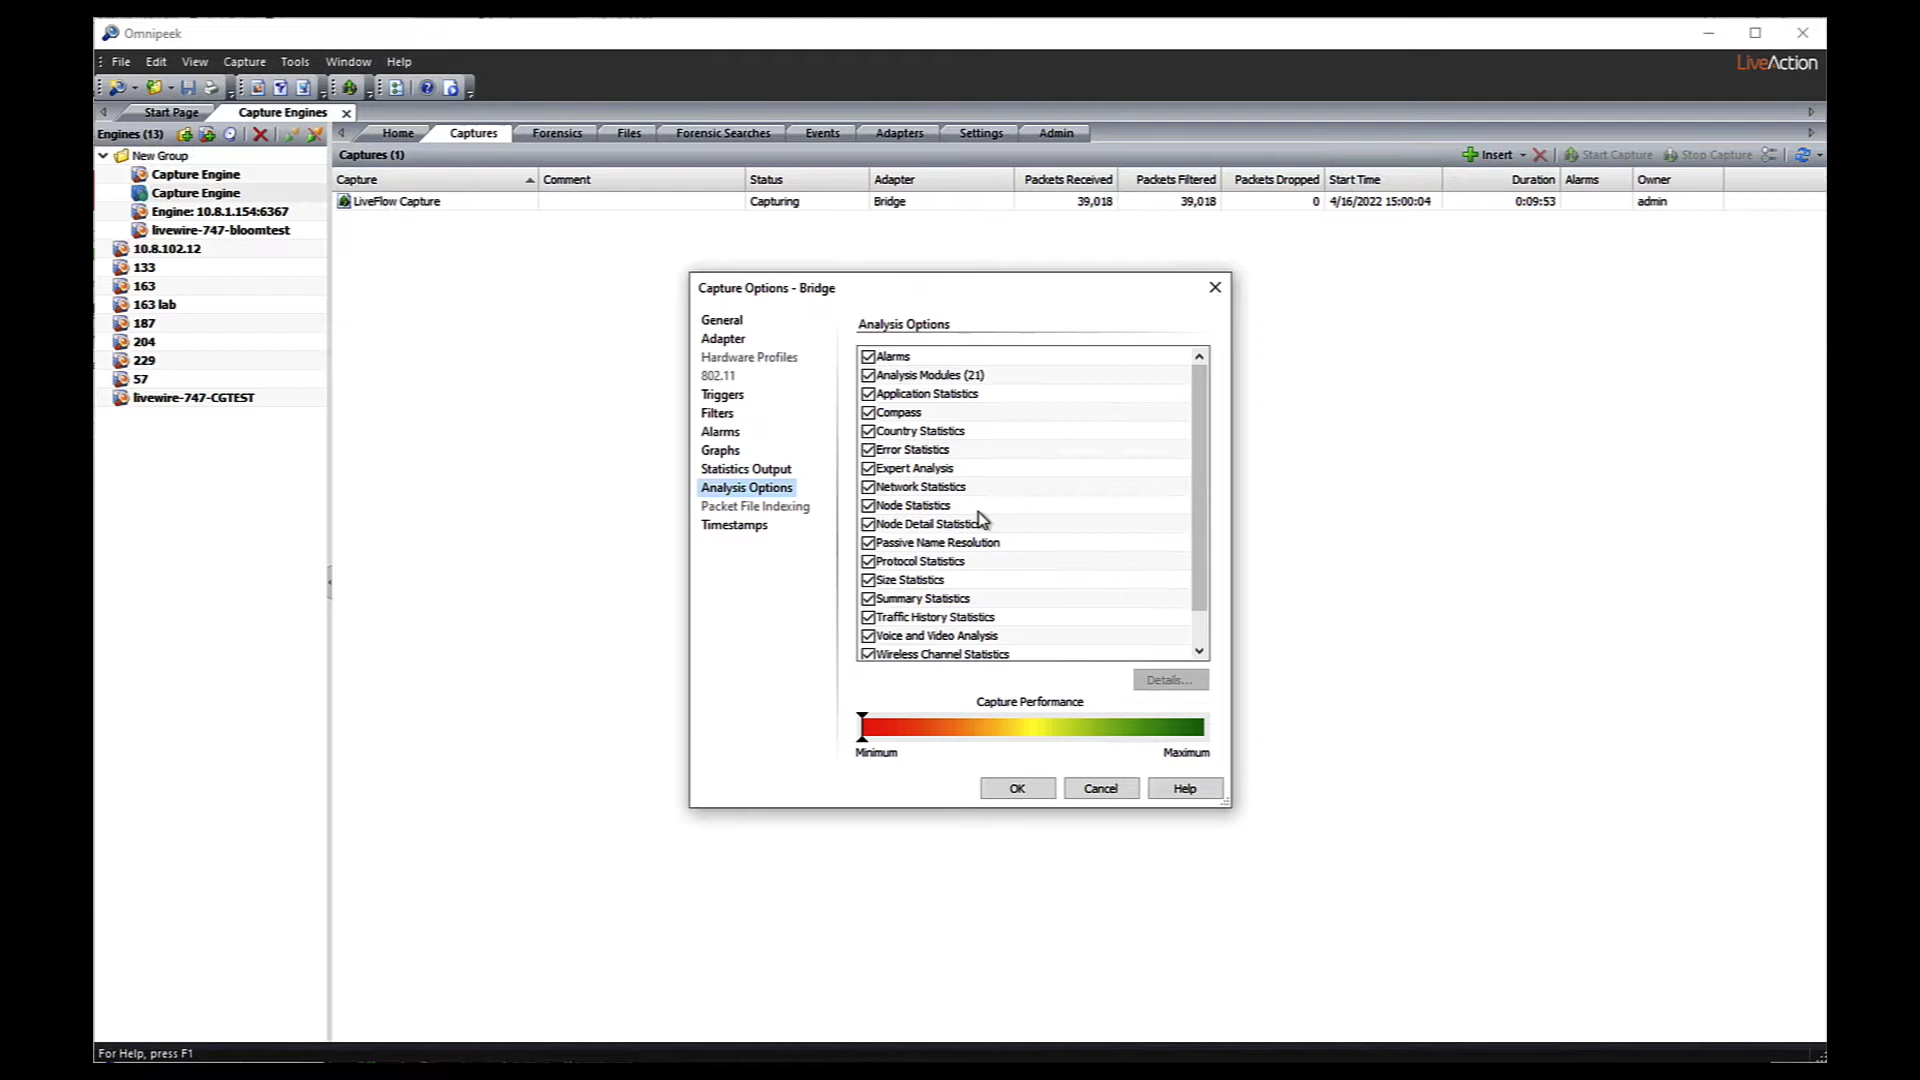 Omnipeek
File Edit View Capture Tools Window Help
LiveAction
Start Page Capture Engines
Engines (13)
Home Captures Forensics Files Forensic Searches Events Adapters Settings Admin
Captures (1)
Insert Start Capture Stop Capture
Capture Comment Status Adapter Packets Received Packets Filtered Packets Dropped Start Time Duration Alarms Owner
LiveFlow Capture Capturing Bridge 39,018 39,018 0 4/16/2022 15:00:04 0:09:53 admin
New Group
Capture Engine
Capture Engine
Engine: 10.8.1.154:6367
livewire-747-bloomtest
10.8.102.12
133
163
163 lab
187
204
229
57
livewire-747-CGTEST
Capture Options - Bridge
General
Adapter
Hardware Profiles
802.11
Triggers
Filters
Alarms
Graphs
Statistics Output
Analysis Options
Packet File Indexing
Timestamps
Analysis Options
Alarms
Analysis Modules (21)
Application Statistics
Compass
Country Statistics
Error Statistics
Expert Analysis
Network Statistics
Node Statistics
Node Detail Statistics
Passive Name Resolution
Protocol Statistics
Size Statistics
Summary Statistics
Traffic History Statistics
Voice and Video Analysis
Wireless Channel Statistics
Details...
Capture Performance
Minimum Maximum
OK Cancel Help
For Help, press F1